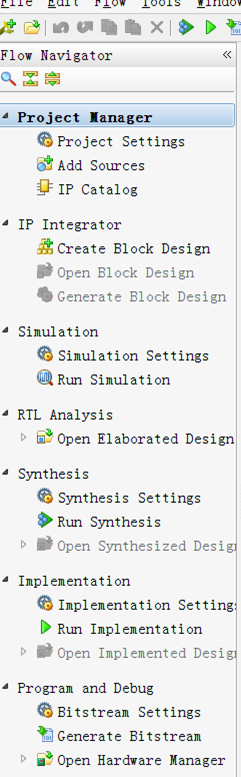 File Edit Flow Tools Window
Flow Navigator
Project Manager
Project Settings
Add Sources
IP Catalog
IP Integrator
Create Block Design
Open Block Design
Generate Block Design
Simulation
Simulation Settings
Run Simulation
RTL Analysis
Open Elaborated Design
Synthesis
Synthesis Settings
Run Synthesis
Open Synthesized Desig
Implementation
Implementation Setting
Run Implementation
Open Implemented Desig
Program and Debug
Bitstream Settings
Generate Bitstream
Open Hardware Manager